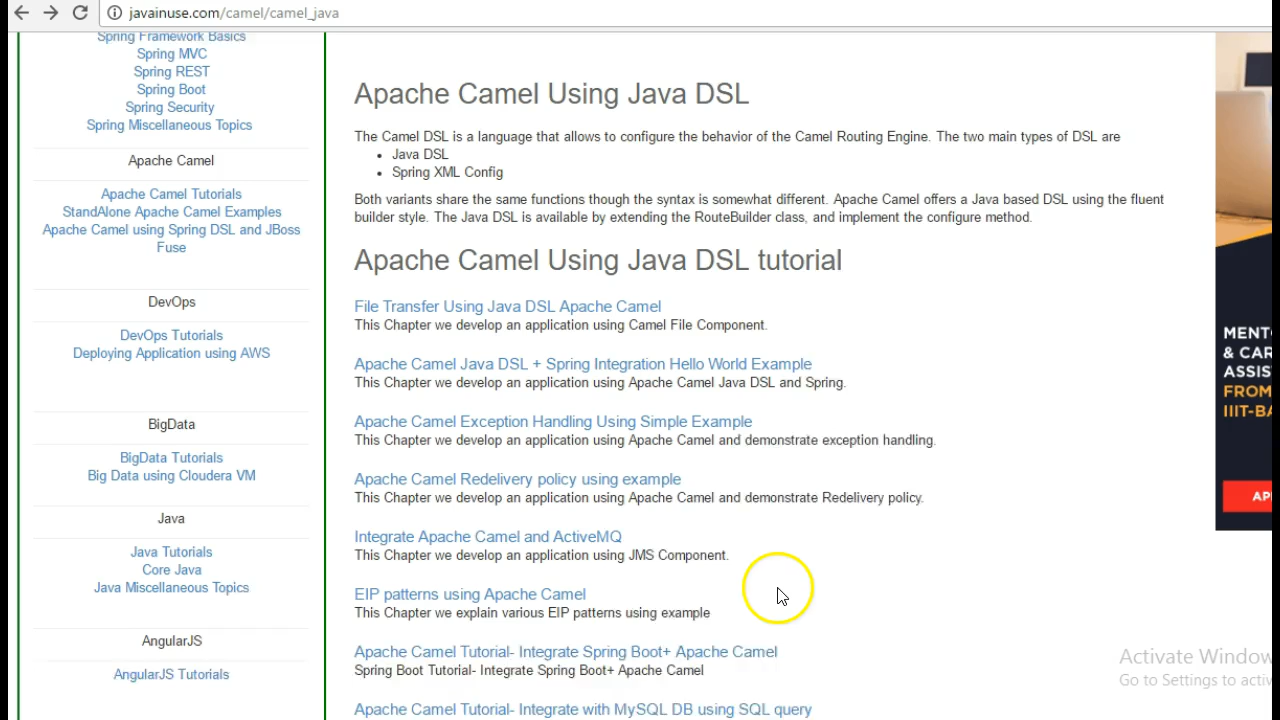 javainuse.com/camel/camel_java
Spring Framework Basics
Spring MVC
Spring REST
Spring Boot
Spring Security
Spring Miscellaneous Topics
Apache Camel
Apache Camel Tutorials
StandAlone Apache Camel Examples
Apache Camel using Spring DSL and JBoss
Fuse
DevOps
DevOps Tutorials
Deploying Application using AWS
BigData
BigData Tutorials
Big Data using Cloudera VM
Java
Java Tutorials
Core Java
Java Miscellaneous Topics
AngularJS
AngularJS Tutorials
Apache Camel Using Java DSL
The Camel DSL is a language that allows to configure the behavior of the Camel Routing Engine. The two main types of DSL are
• Java DSL
• Spring XML Config
Both variants share the same functions though the syntax is somewhat different. Apache Camel offers a Java based DSL using the fluent
builder style. The Java DSL is available by extending the RouteBuilder class, and implement the configure method.
Apache Camel Using Java DSL tutorial
File Transfer Using Java DSL Apache Camel
This Chapter we develop an application using Camel File Component.
Apache Camel Java DSL + Spring Integration Hello World Example
This Chapter we develop an application using Apache Camel Java DSL and Spring.
Apache Camel Exception Handling Using Simple Example
This Chapter we develop an application using Apache Camel and demonstrate exception handling.
Apache Camel Redelivery policy using example
This Chapter we develop an application using Apache Camel and demonstrate Redelivery policy.
Integrate Apache Camel and ActiveMQ
This Chapter we develop an application using JMS Component.
EIP patterns using Apache Camel
This Chapter we explain various EIP patterns using example
Apache Camel Tutorial- Integrate Spring Boot+ Apache Camel
Spring Boot Tutorial- Integrate Spring Boot+ Apache Camel
Apache Camel Tutorial- Integrate with MySQL DB using SQL query
MENT
& CAR
ASSIS
FROM
IIIT-BA
AP
Activate Window
Go to Settings to activ